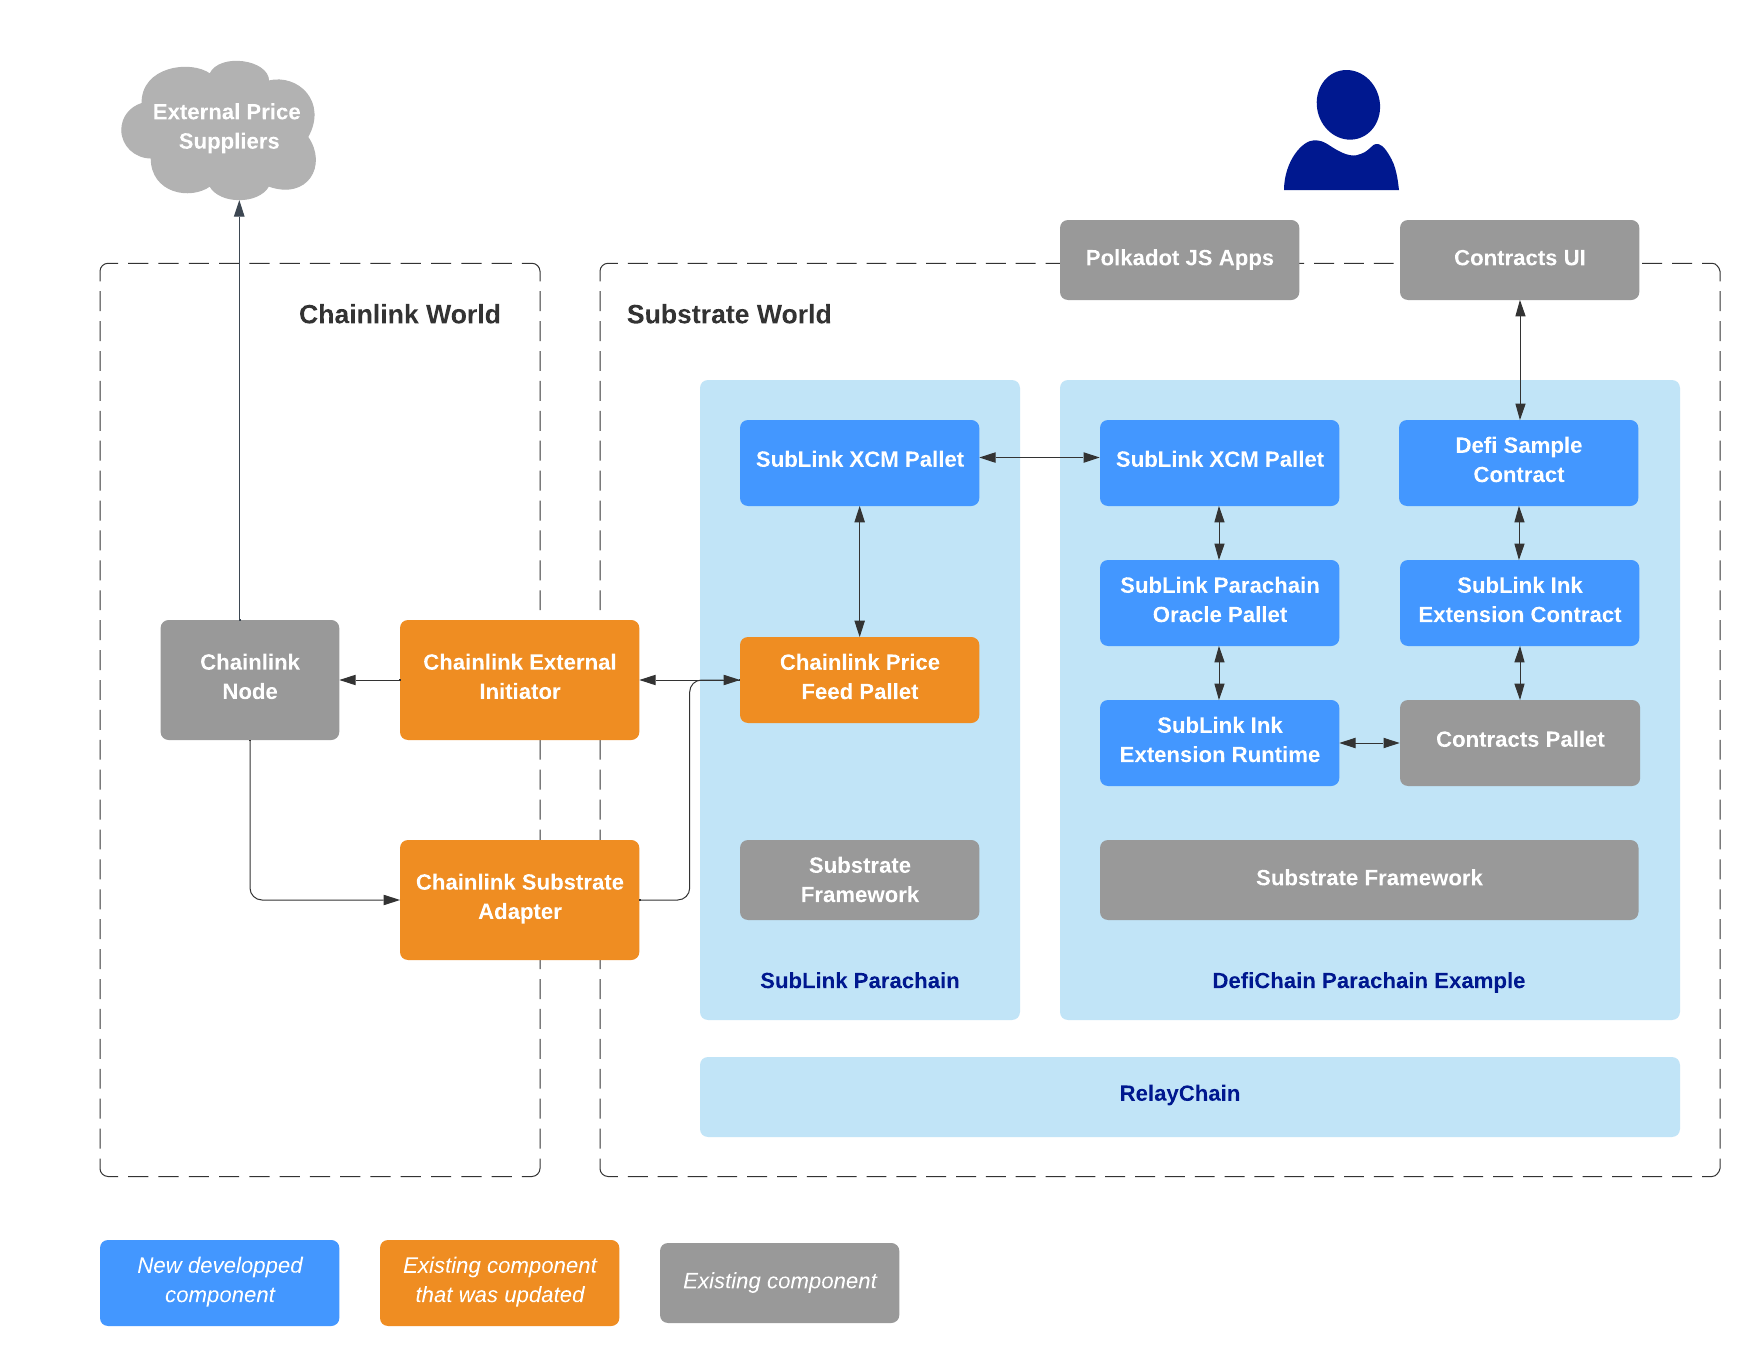 External Price
Suppliers
Polkadot JS Apps
Contracts UI
Chainlink World
Substrate World
SubLink XCM Pallet
SubLink XCM Pallet
Defi Sample
Contract
SubLink Parachain
Oracle Pallet
SubLink Ink
Extension Contract
Chainlink
Node
Chainlink External
Initiator
Chainlink Price
Feed Pallet
SubLink Ink
Extension Runtime
Contracts Pallet
Chainlink Substrate
Adapter
Substrate
Framework
Substrate Framework
SubLink Parachain
DefiChain Parachain Example
RelayChain
New developped
component
Existing component
that was updated
Existing component